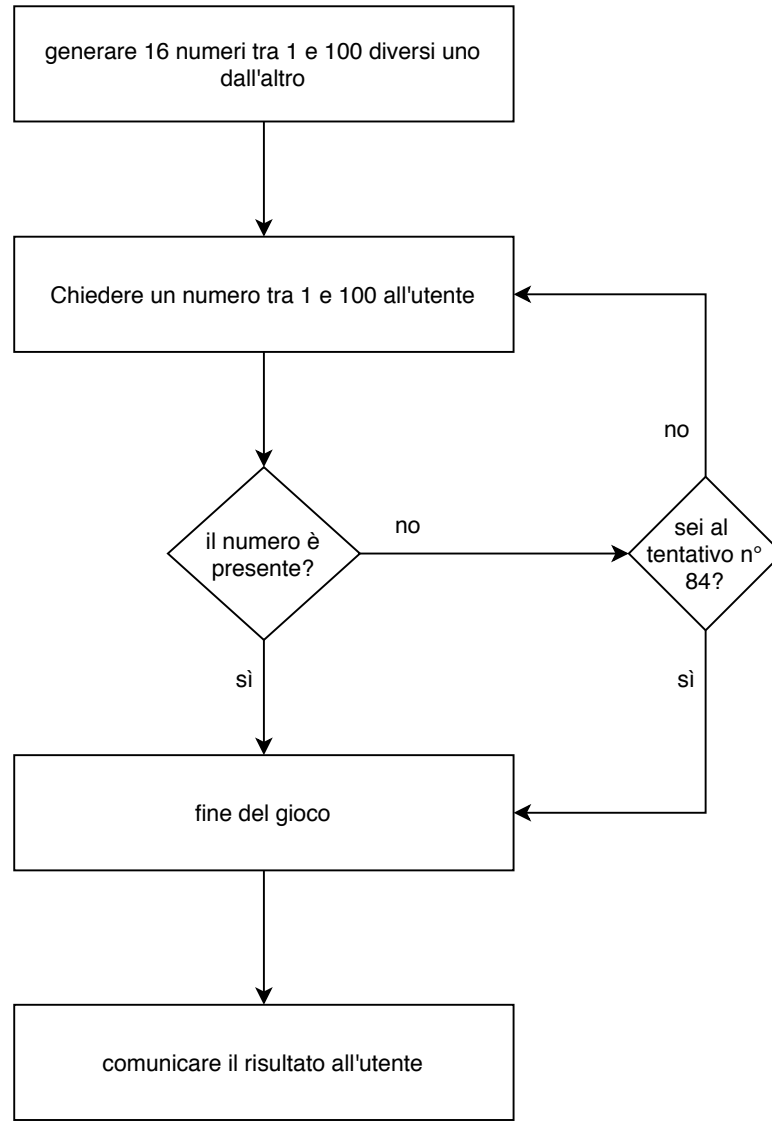 generare 16 numeri tra 1 e 100 diversi uno
dall'altro
Chiedere un numero tra 1 e 100 all'utente
no
il numero è
presente?
no
sei al
tentativo n°
84?
sì
sì
fine del gioco
comunicare il risultato all'utente